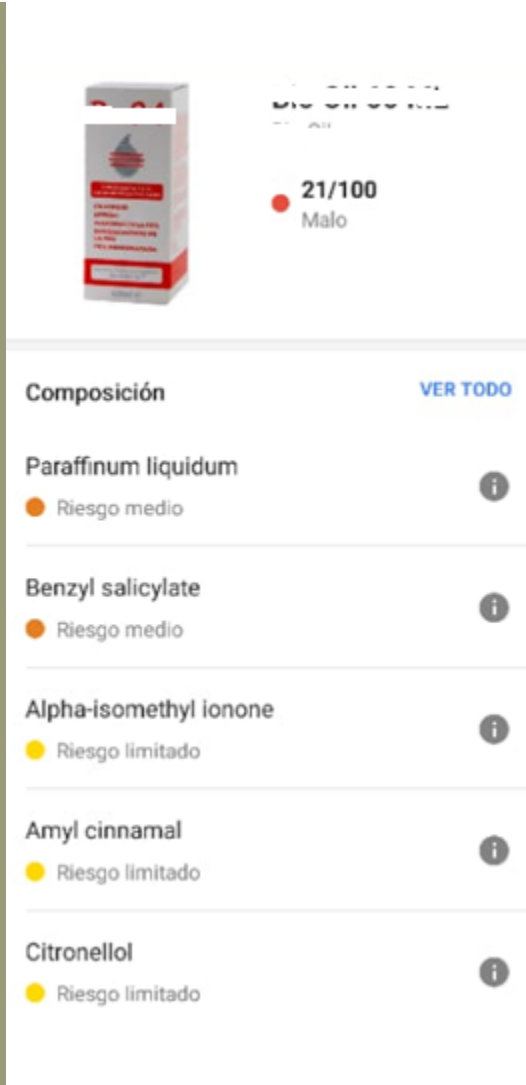 21/100
Malo
Composición
VER TODO
Paraffinum liquidum
Riesgo medio
Benzyl salicylate
Riesgo medio
Alpha-isomethyl ionone
Riesgo limitado
Amyl cinnamal
Riesgo limitado
Citronellol
Riesgo limitado